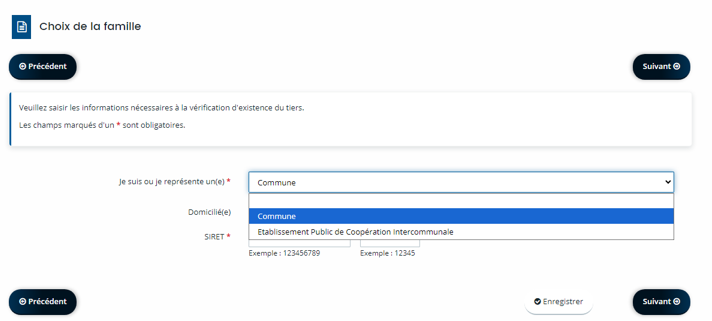 Choix de la famille
Précédent
Suivant
Veuillez saisir les informations nécessaires à la vérification d'existence du tiers.
Les champs marqués d'un * sont obligatoires.
Je suis ou je représente un(e) *
Commune
Commune
Etablissement Public de Coopération Intercommunale
Domicilié(e)
SIRET *
Exemple : 123456789
Exemple : 12345
Précédent
Enregistrer
Suivant